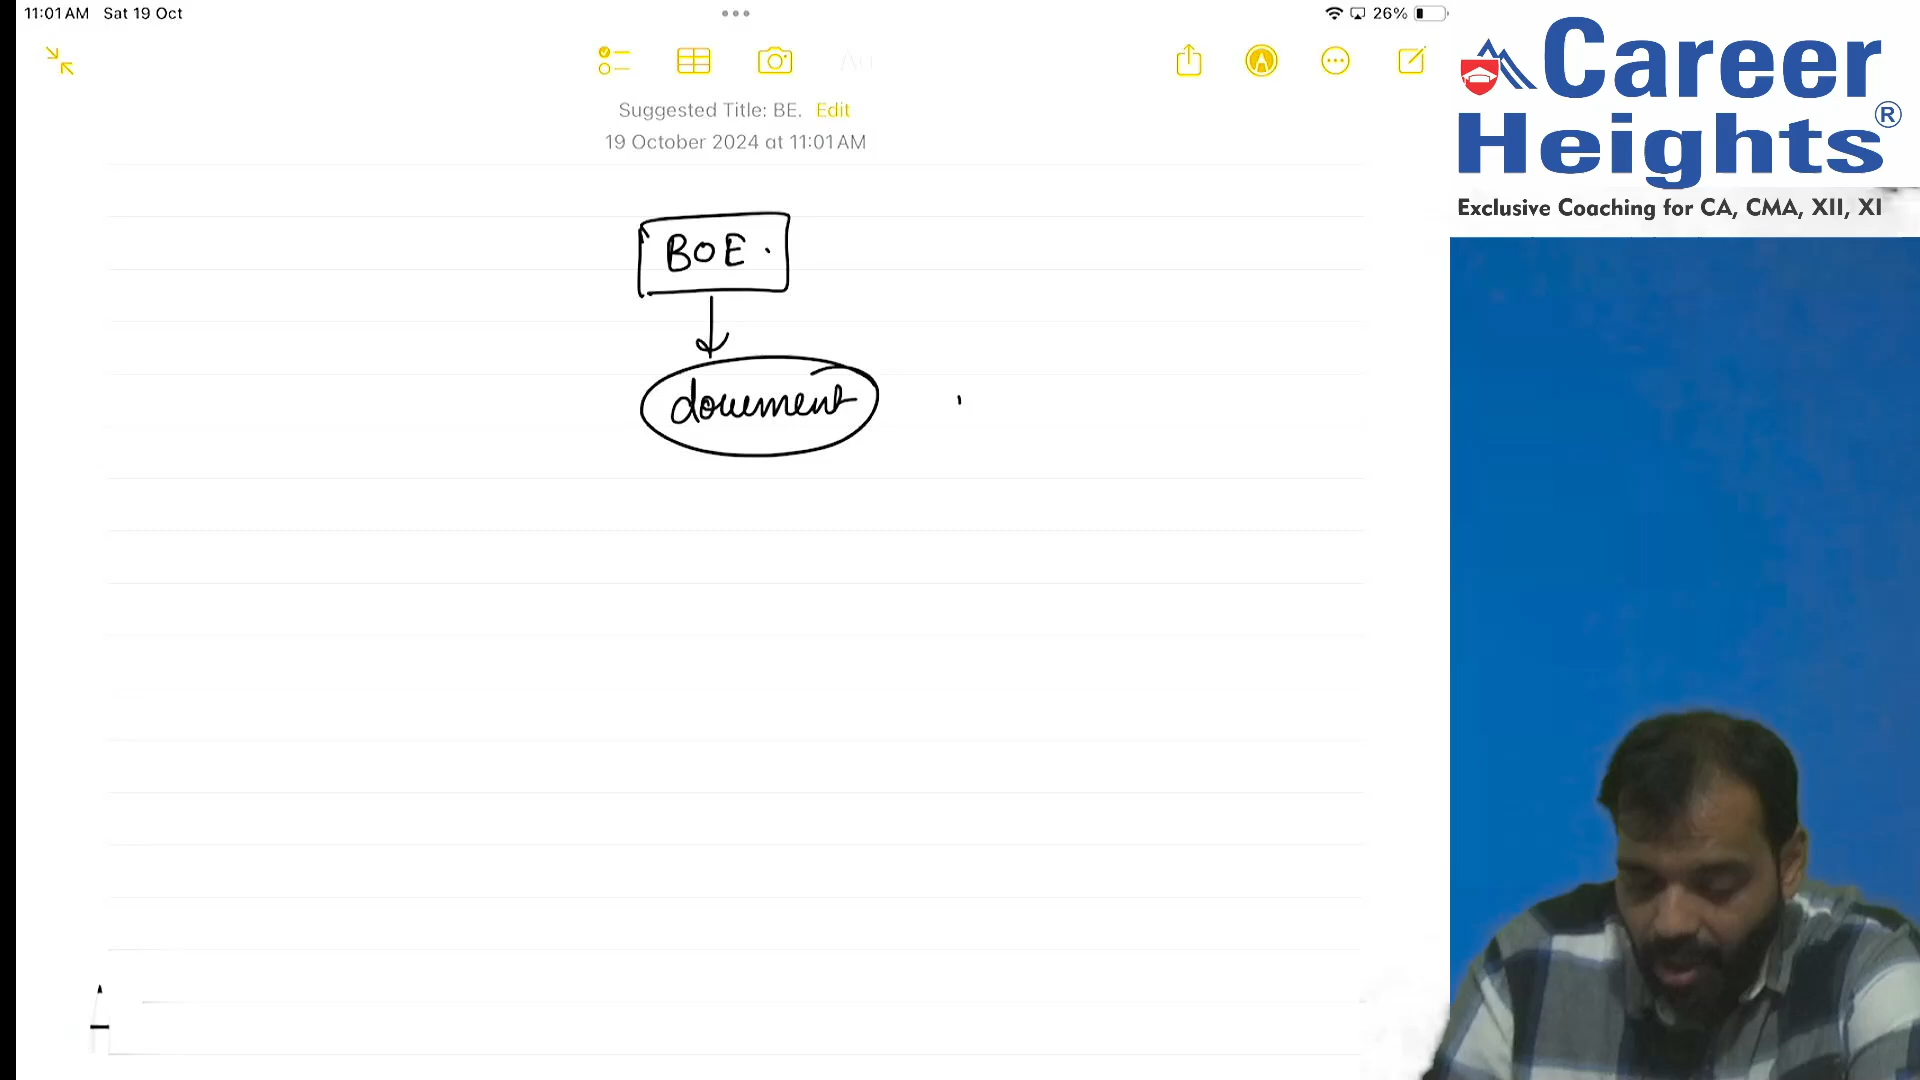 11:01 AM Sat 19 Oct
26%
Suggested Title: BE. Edit
19 October 2024 at 11:01 AM
BOE.
document
Career
Heights®
Exclusive Coaching for CA, CMA, XII, XI